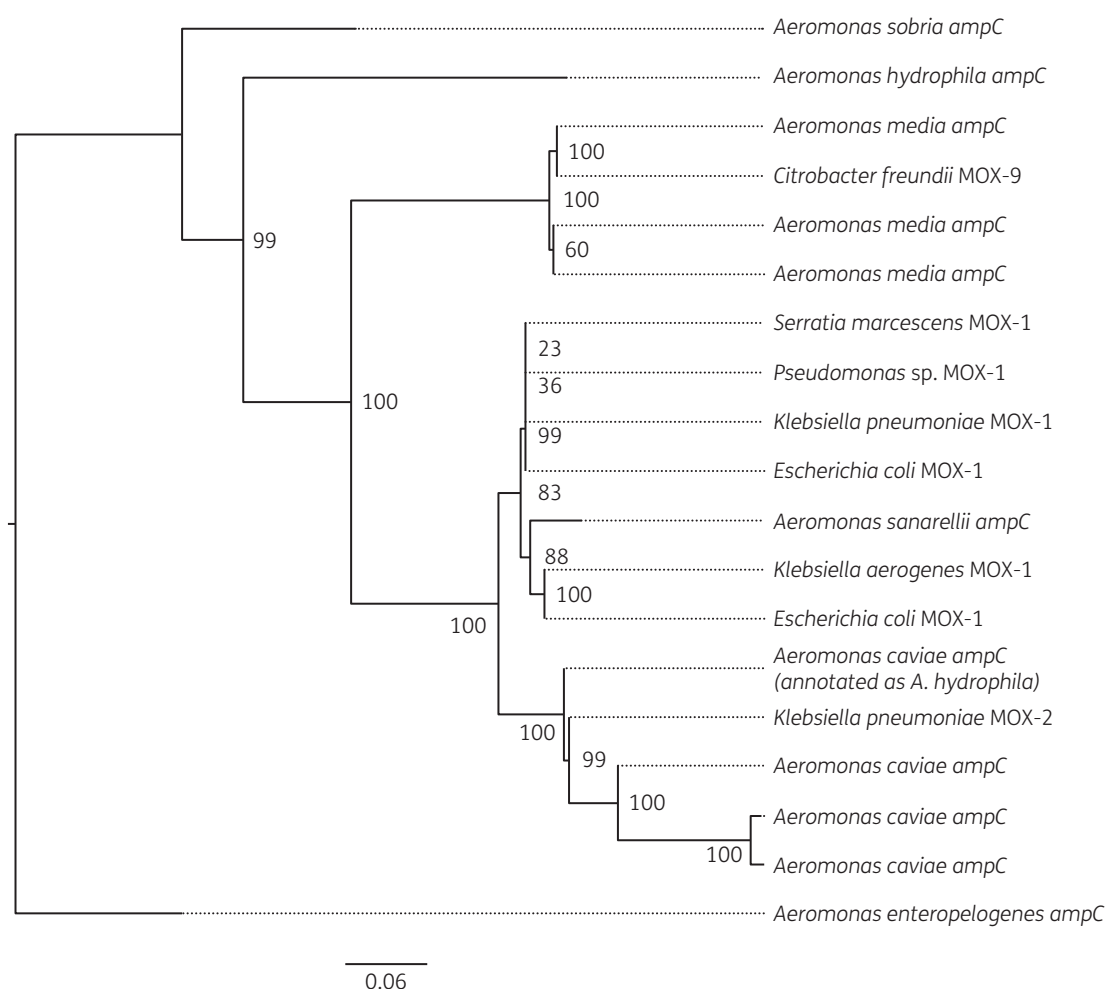 Aeromonas sobria ampC
Aeromonas hydrophila ampC
Aeromonas media ampC
100
Citrobacter freundii MOX-9
100
Aeromonas media ampC
99
60
Aeromonas media ampC
Serratia marcescens MOX-1
23
Pseudomonas sp. MOX-1
36
100
Klebsiella pneumoniae MOX-1
99
Escherichia coli MOX-1
83
Aeromonas sanarellii ampC
88
Klebsiella aerogenes MOX-1
100
Escherichia coli MOX-1
100
Aeromonas caviae ampC
(annotated as A. hydrophila)
Klebsiella pneumoniae MOX-2
100
99
Aeromonas caviae ampC
100
Aeromonas caviae ampC
100
Aeromonas caviae ampC
Aeromonas enteropelogenes ampC
0.06